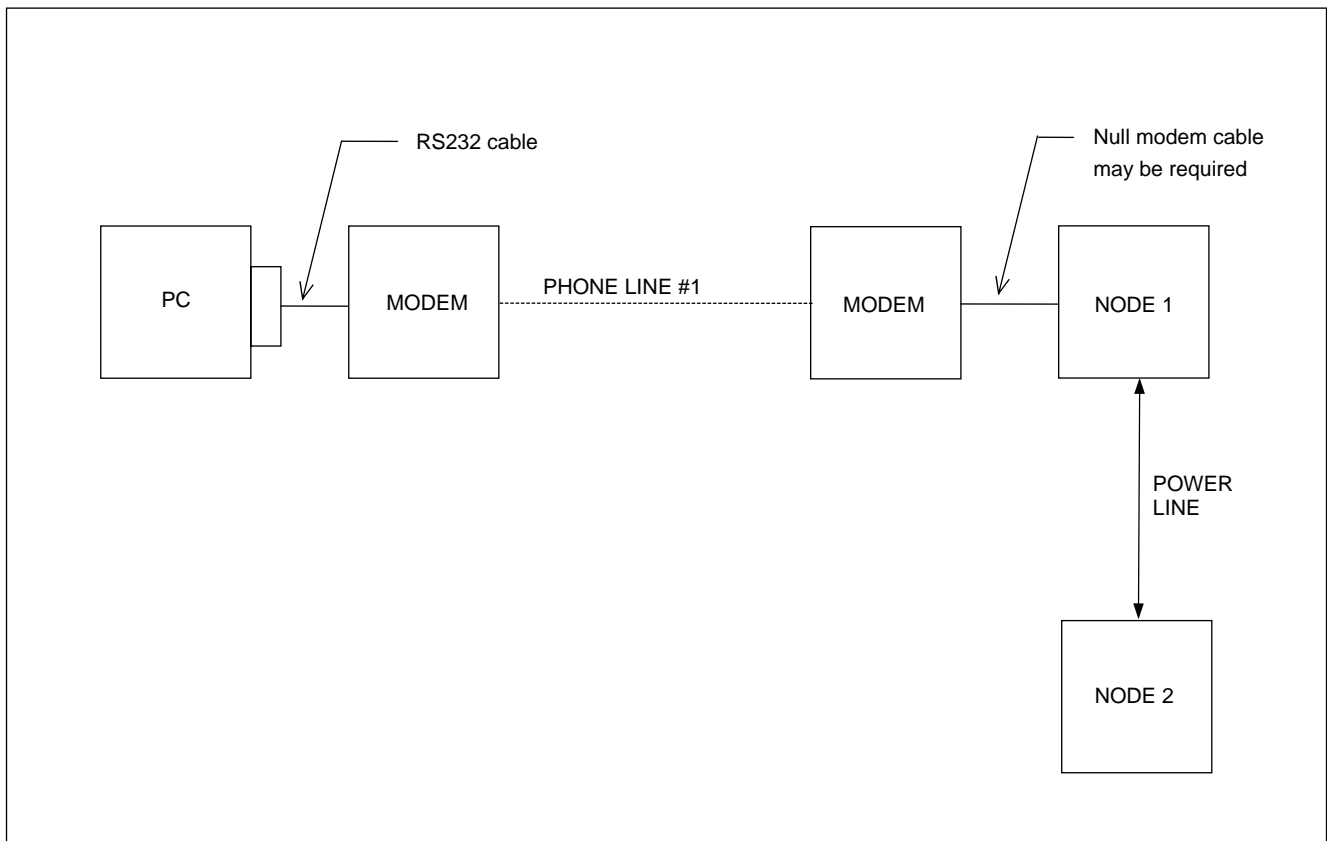 RS232 cable
Null modem cable
may be required
PC
MODEM
PHONE LINE #1
MODEM
NODE 1
POWER
LINE
NODE 2